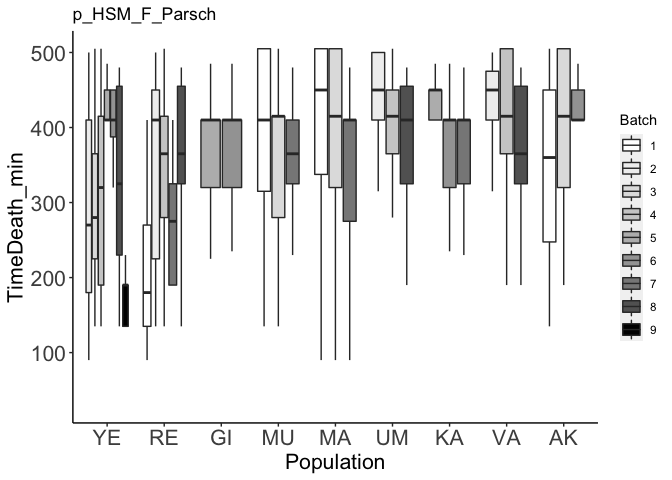 p_HSM_F_Parsch
TimeDeath_min
500
400
300
200
100
YE RE GI MU MA UM KA VA AK
Population
Batch
1
2
3
4
5
6
7
8
9